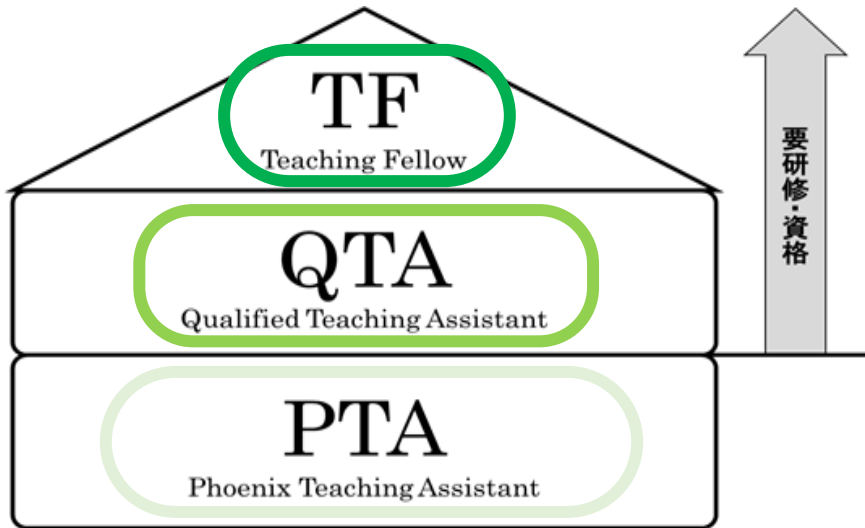 TF
Teaching Fellow
QTA
Qualified Teaching Assistant
PTA
Phoenix Teaching Assistant
要研修・資格